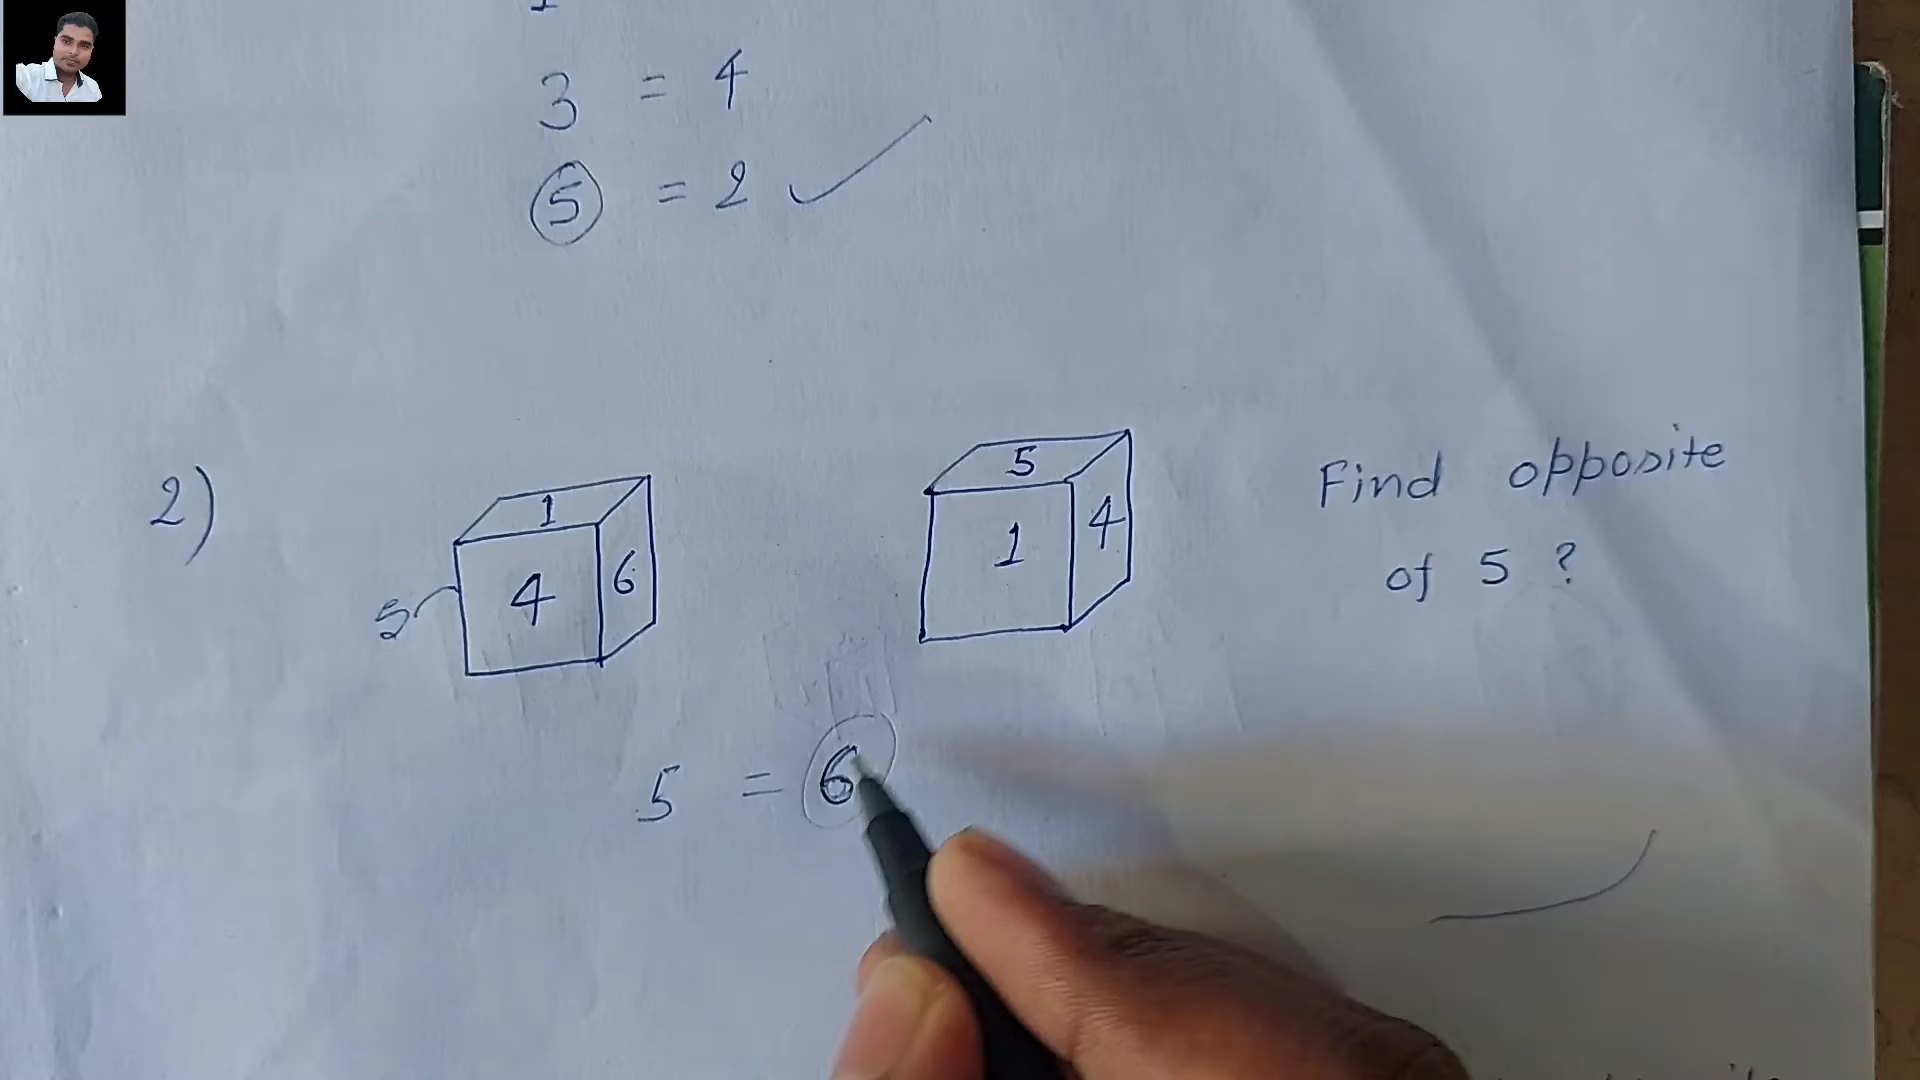 3 = 4
5 = 2
2)
1
4
6
5
5
1
4
Find opposite
of 5 ?
5 = 6